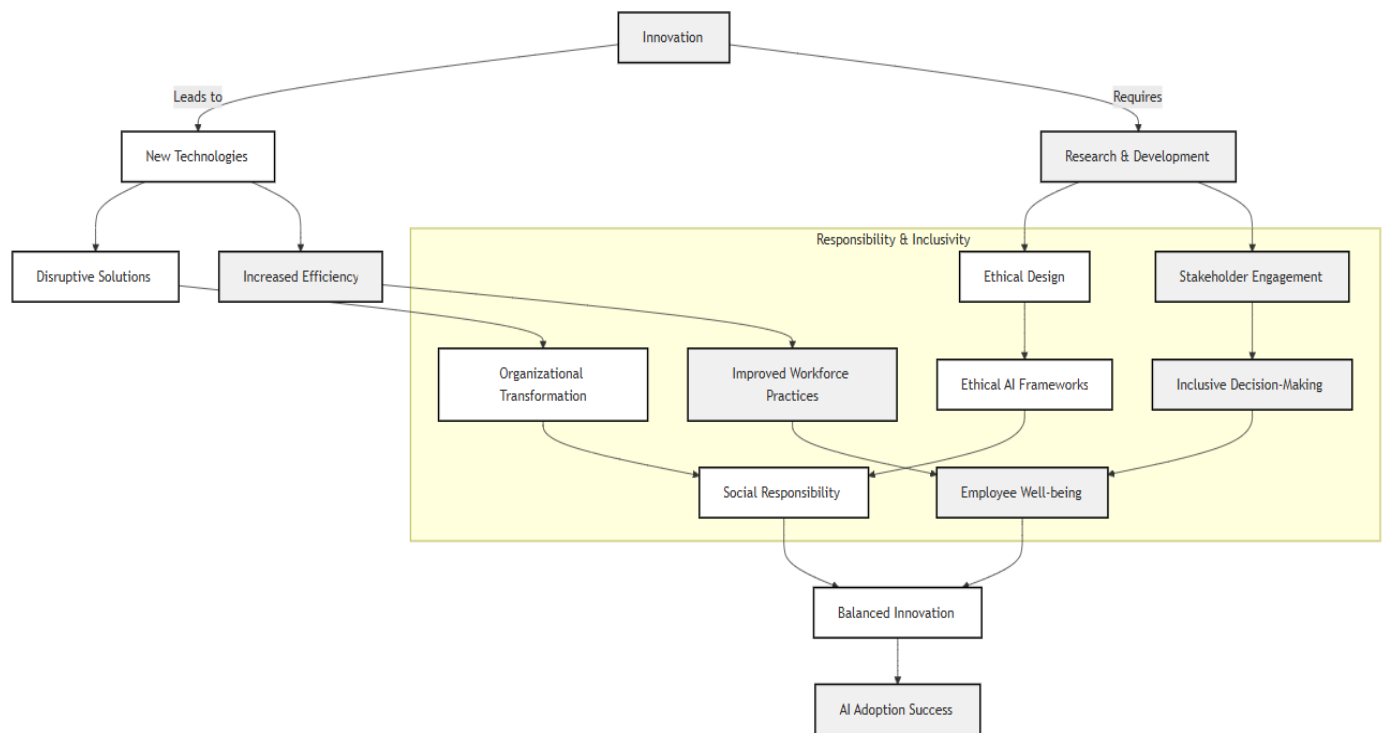 Innovation
Leads to
Requires
New Technologies
Research & Development
Responsibility & Inclusivity
Disruptive Solutions
Increased Efficiency
Ethical Design
Stakeholder Engagement
Organizational
Transformation
Improved Workforce
Practices
Ethical AI Frameworks
Inclusive Decision-Making
Social Responsibility
Employee Well-being
Balanced Innovation
AI Adoption Success